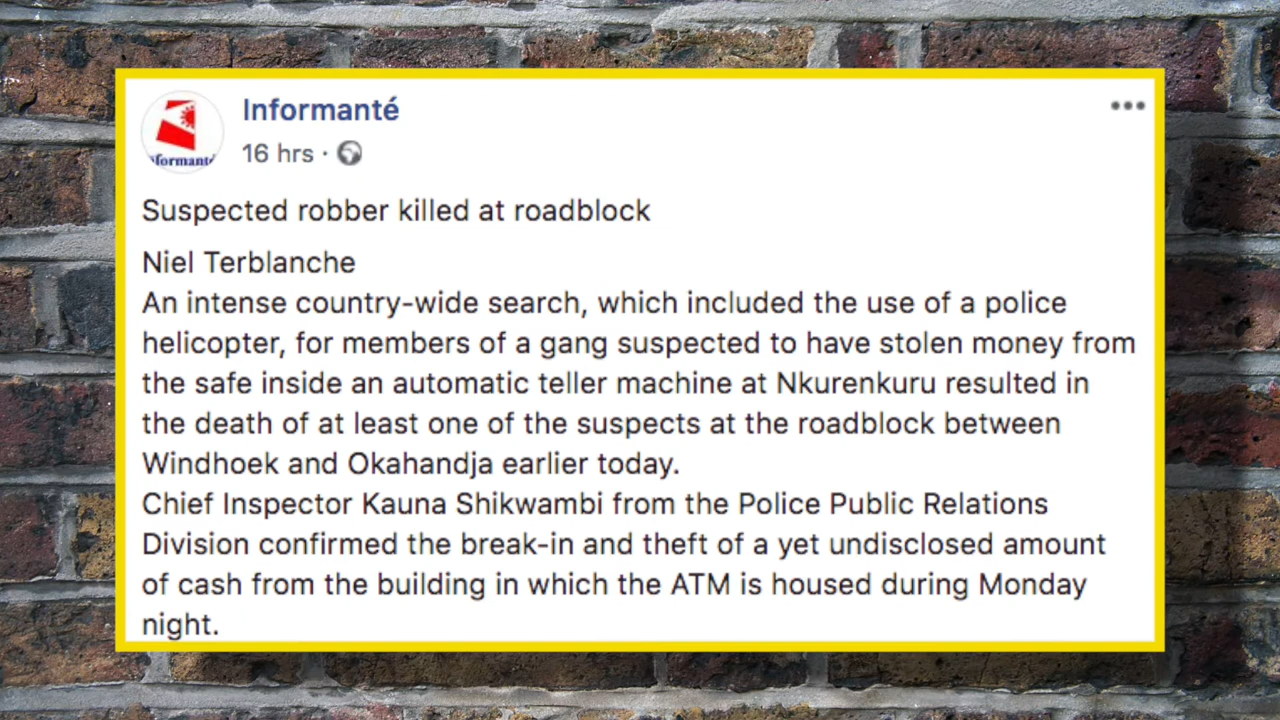 Informanté
16 hrs ·
formanté
Suspected robber killed at roadblock
Niel Terblanche
An intense country-wide search, which included the use of a police
helicopter, for members of a gang suspected to have stolen money from
the safe inside an automatic teller machine at Nkurenkuru resulted in
the death of at least one of the suspects at the roadblock between
Windhoek and Okahandja earlier today.
Chief Inspector Kauna Shikwambi from the Police Public Relations
Division confirmed the break-in and theft of a yet undisclosed amount
of cash from the building in which the ATM is housed during Monday
night.